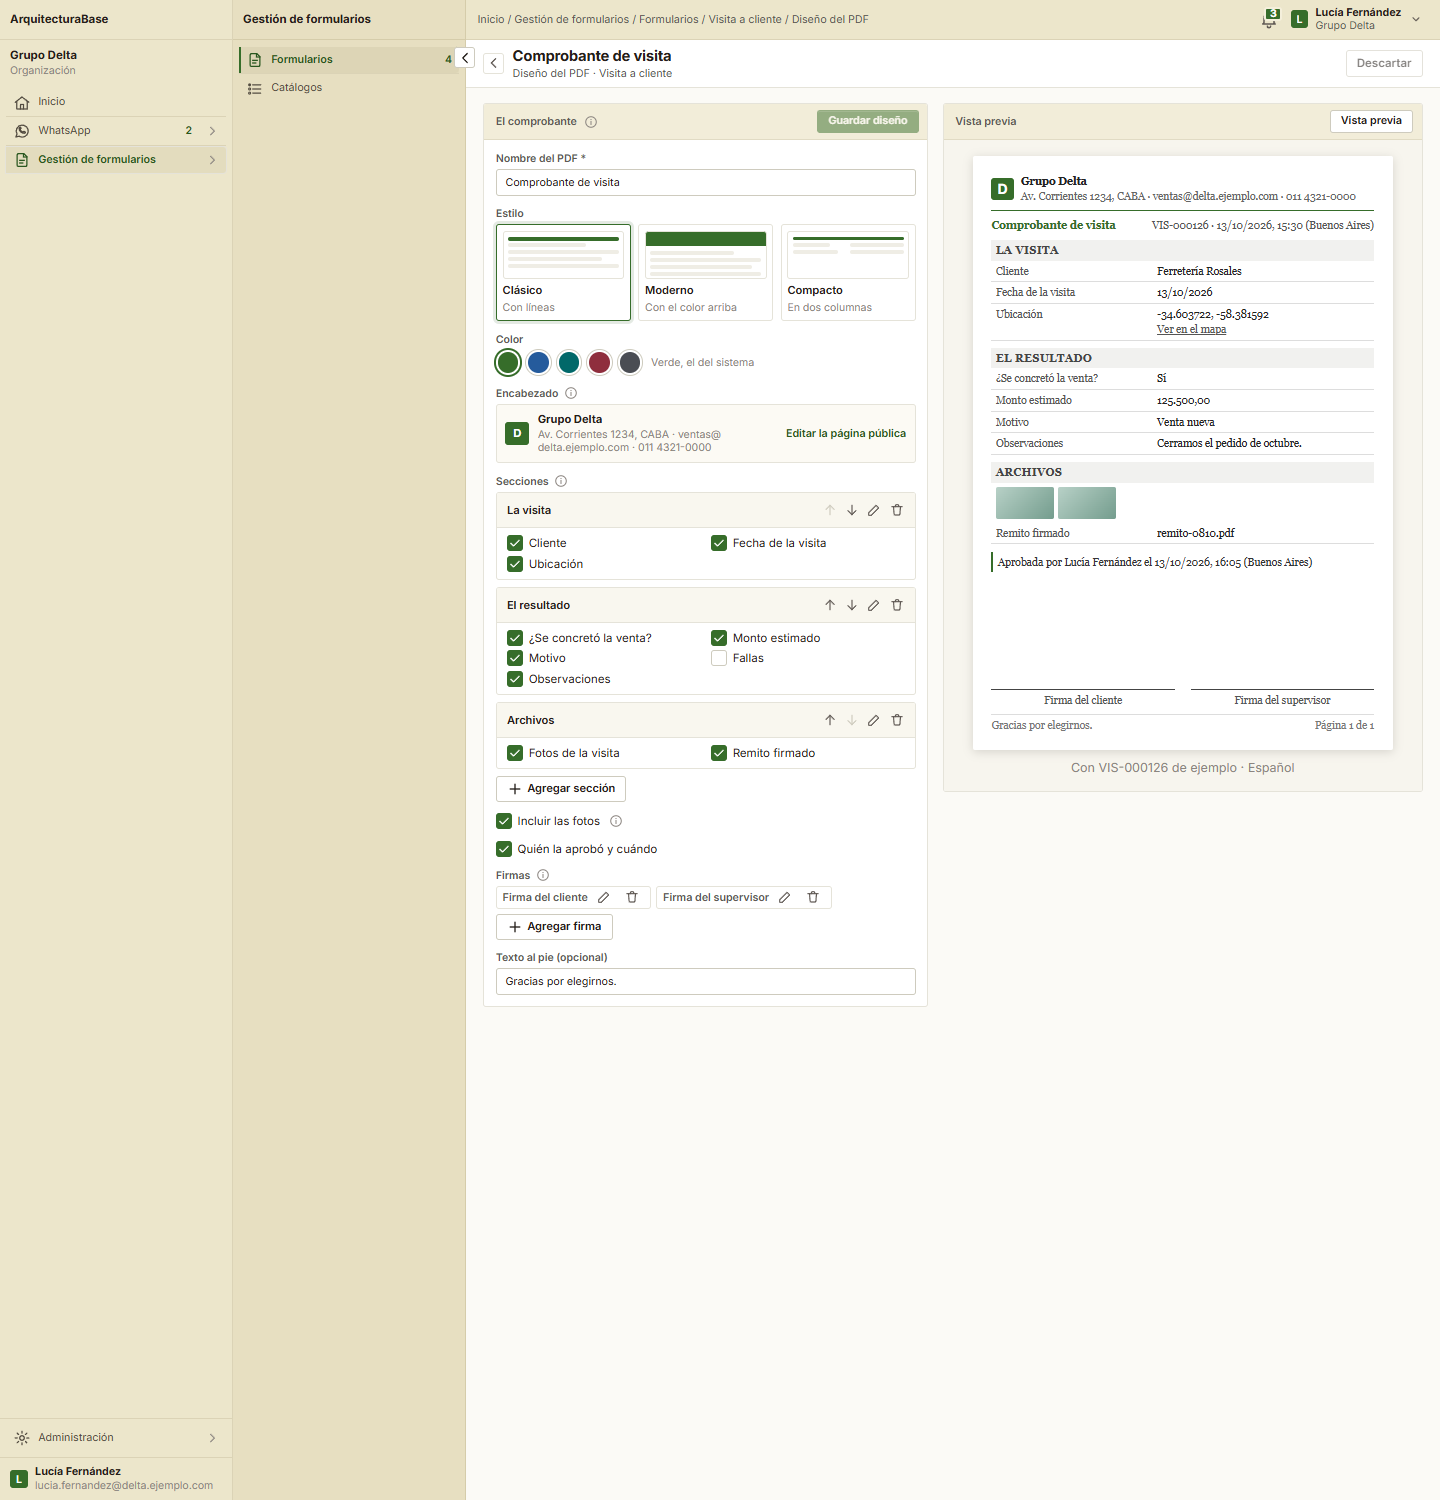 ArquitecturaBase
Grupo Delta
Organización
Inicio
WhatsApp 2
Gestión de formularios
Administración
L
Lucía Fernández
lucia.fernandez@delta.ejemplo.com
Gestión de formularios
Formularios 4
Catálogos
Inicio / Gestión de formularios / Formularios / Visita a cliente / Diseño del PDF
3
L
Lucía Fernández
Grupo Delta
Comprobante de visita
Diseño del PDF · Visita a cliente
Descartar
El comprobante
Guardar diseño
Nombre del PDF *
Comprobante de visita
Estilo
Clásico
Con líneas
Moderno
Con el color arriba
Compacto
En dos columnas
Color
Verde, el del sistema
Encabezado
D
Grupo Delta
Av. Corrientes 1234, CABA · ventas@
delta.ejemplo.com · 011 4321-0000
Editar la página pública
Secciones
La visita
Cliente
Fecha de la visita
Ubicación
El resultado
¿Se concretó la venta?
Monto estimado
Motivo
Fallas
Observaciones
Archivos
Fotos de la visita
Remito firmado
Agregar sección
Incluir las fotos
Quién la aprobó y cuándo
Firmas
Firma del cliente
Firma del supervisor
Agregar firma
Texto al pie (opcional)
Gracias por elegirnos.
Vista previa
Vista previa
D
Grupo Delta
Av. Corrientes 1234, CABA · ventas@delta.ejemplo.com · 011 4321-0000
Comprobante de visita
VIS-000126 · 13/10/2026, 15:30 (Buenos Aires)
LA VISITA
Cliente Ferretería Rosales
Fecha de la visita 13/10/2026
Ubicación -34.603722, -58.381592
Ver en el mapa
EL RESULTADO
¿Se concretó la venta? Sí
Monto estimado 125.500,00
Motivo Venta nueva
Observaciones Cerramos el pedido de octubre.
ARCHIVOS
Remito firmado remito-0810.pdf
Aprobada por Lucía Fernández el 13/10/2026, 16:05 (Buenos Aires)
Firma del cliente
Firma del supervisor
Gracias por elegirnos.
Página 1 de 1
Con VIS-000126 de ejemplo · Español